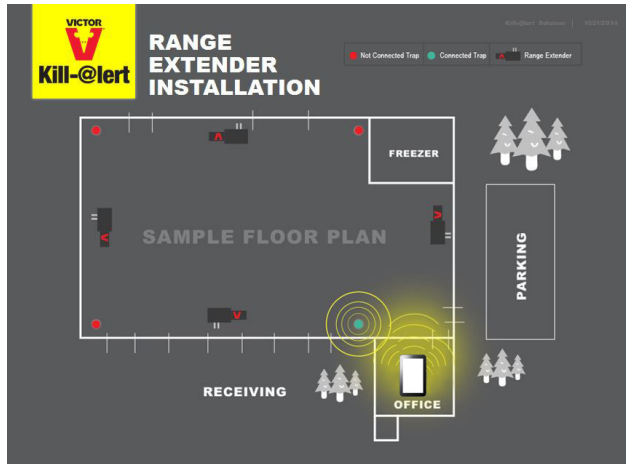 VICTOR
V
Kill-@lert
RANGE
EXTENDER
INSTALLATION
Not Connected Trap
Connected Trap
Range Extender
FREEZER
SAMPLE FLOOR PLAN
PARKING
RECEIVING
OFFICE